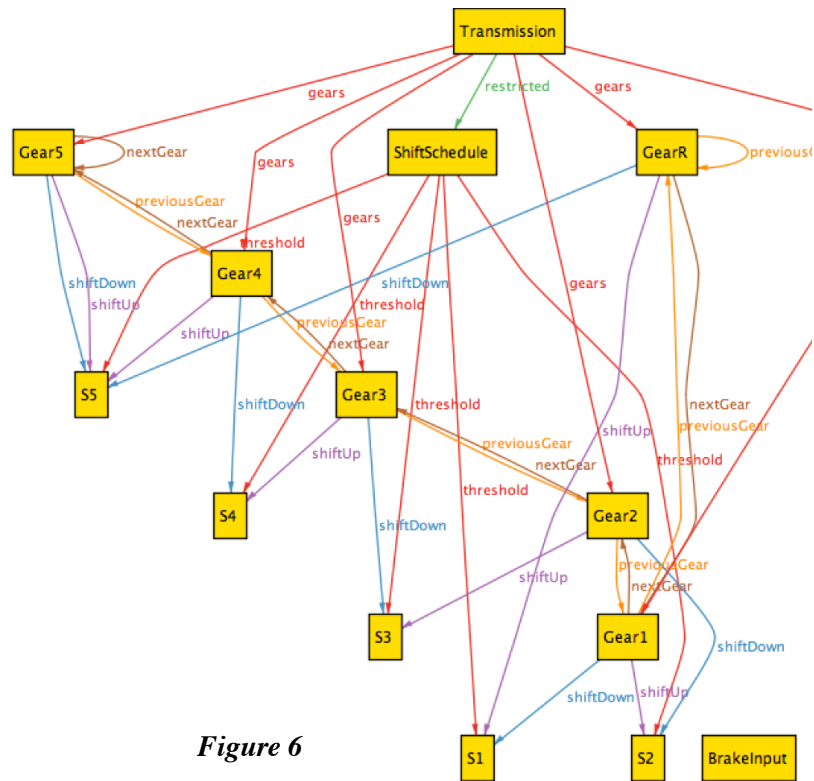 Transmission
gears
restricted
gears
Gear5
nextGear
ShiftSchedule
GearR
previousG
gears
previousGear
nextGear
gears
threshold
Gear4
shiftDown
shiftDown
gears
shiftUp
threshold
previousGear
shiftUp
nextGear
S5
Gear3
shiftDown
threshold
nextGear
previousGear
shiftUp
previousGear
shiftUp
nextGear
threshold
threshold
S4
Gear2
shiftDown
previousGear
shiftUp
nextGear
S3
Gear1
shiftDown
shiftDown
shiftUp
Figure 6
S1
S2
BrakeInput